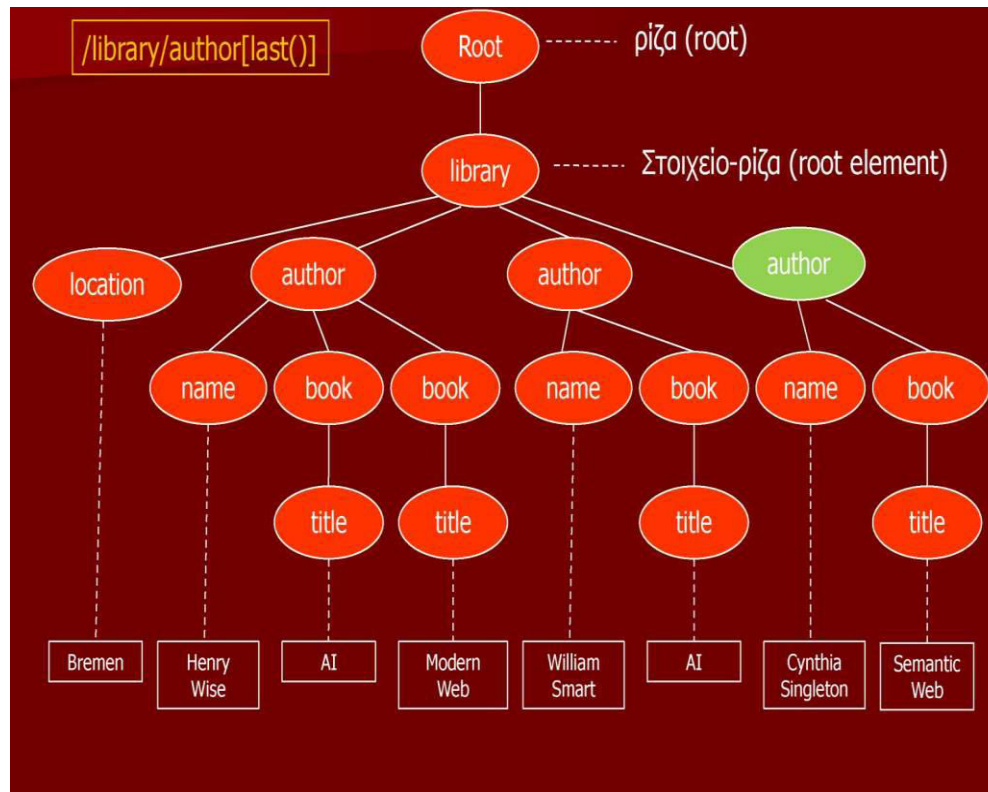 /library/author[last()]
Root
ρίζα (root)
library
Στοιχείο-ρίζα (root element)
location
author
author
author
name
book
book
name
book
name
book
title
title
title
title
Bremen
Henry
Wise
AI
Modern
Web
William
Smart
AI
Cynthia
Singleton
Semantic
Web